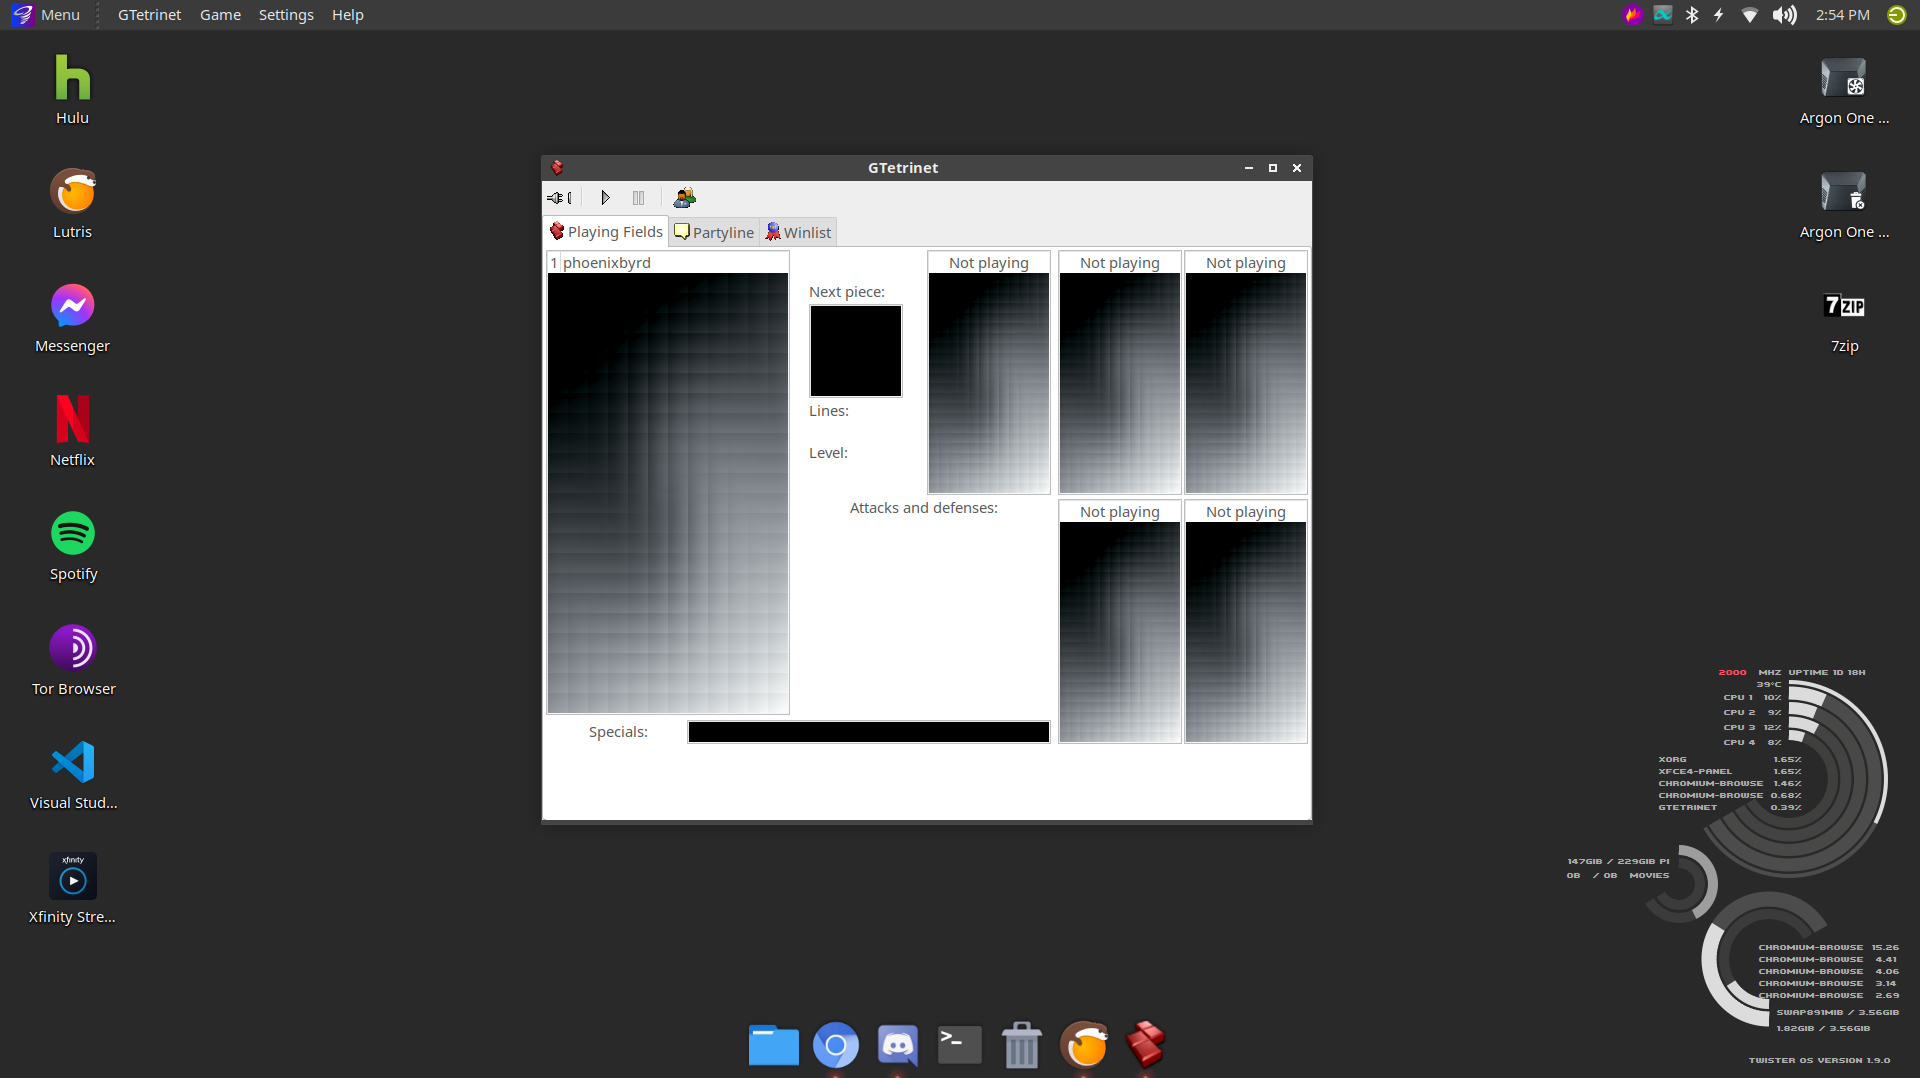 Menu GTetrinet Game Settings Help 2:54 PM
Hulu
Lutris
Messenger
Netflix
Spotify
Tor Browser
Visual Stud...
xfinity
Xfinity Stre...
Argon One ...
Argon One ...
7ZIP
7zip
GTetrinet
Playing Fields Partyline Winlist
1 phoenixbyrd
Next piece:
Lines:
Level:
Attacks and defenses:
Specials:
Not playing
Not playing
Not playing
Not playing
Not playing
2000 MHZ UPTIME 1D 18H
39°C
CPU 1 10%
CPU 2 9%
CPU 3 12%
CPU 4 8%
XORG 1.65%
XFCE4-PANEL 1.65%
CHROMIUM-BROWSE 1.46%
CHROMIUM-BROWSE 0.68%
GTETRINET 0.39%
147GIB / 229GIB PI
0B / 0B MOVIES
CHROMIUM-BROWSE 15.26
CHROMIUM-BROWSE 4.41
CHROMIUM-BROWSE 4.06
CHROMIUM-BROWSE 3.14
CHROMIUM-BROWSE 2.69
SWAP891MIB / 3.56GIB
1.82GIB / 3.56GIB
TWISTER OS VERSION 1.9.0